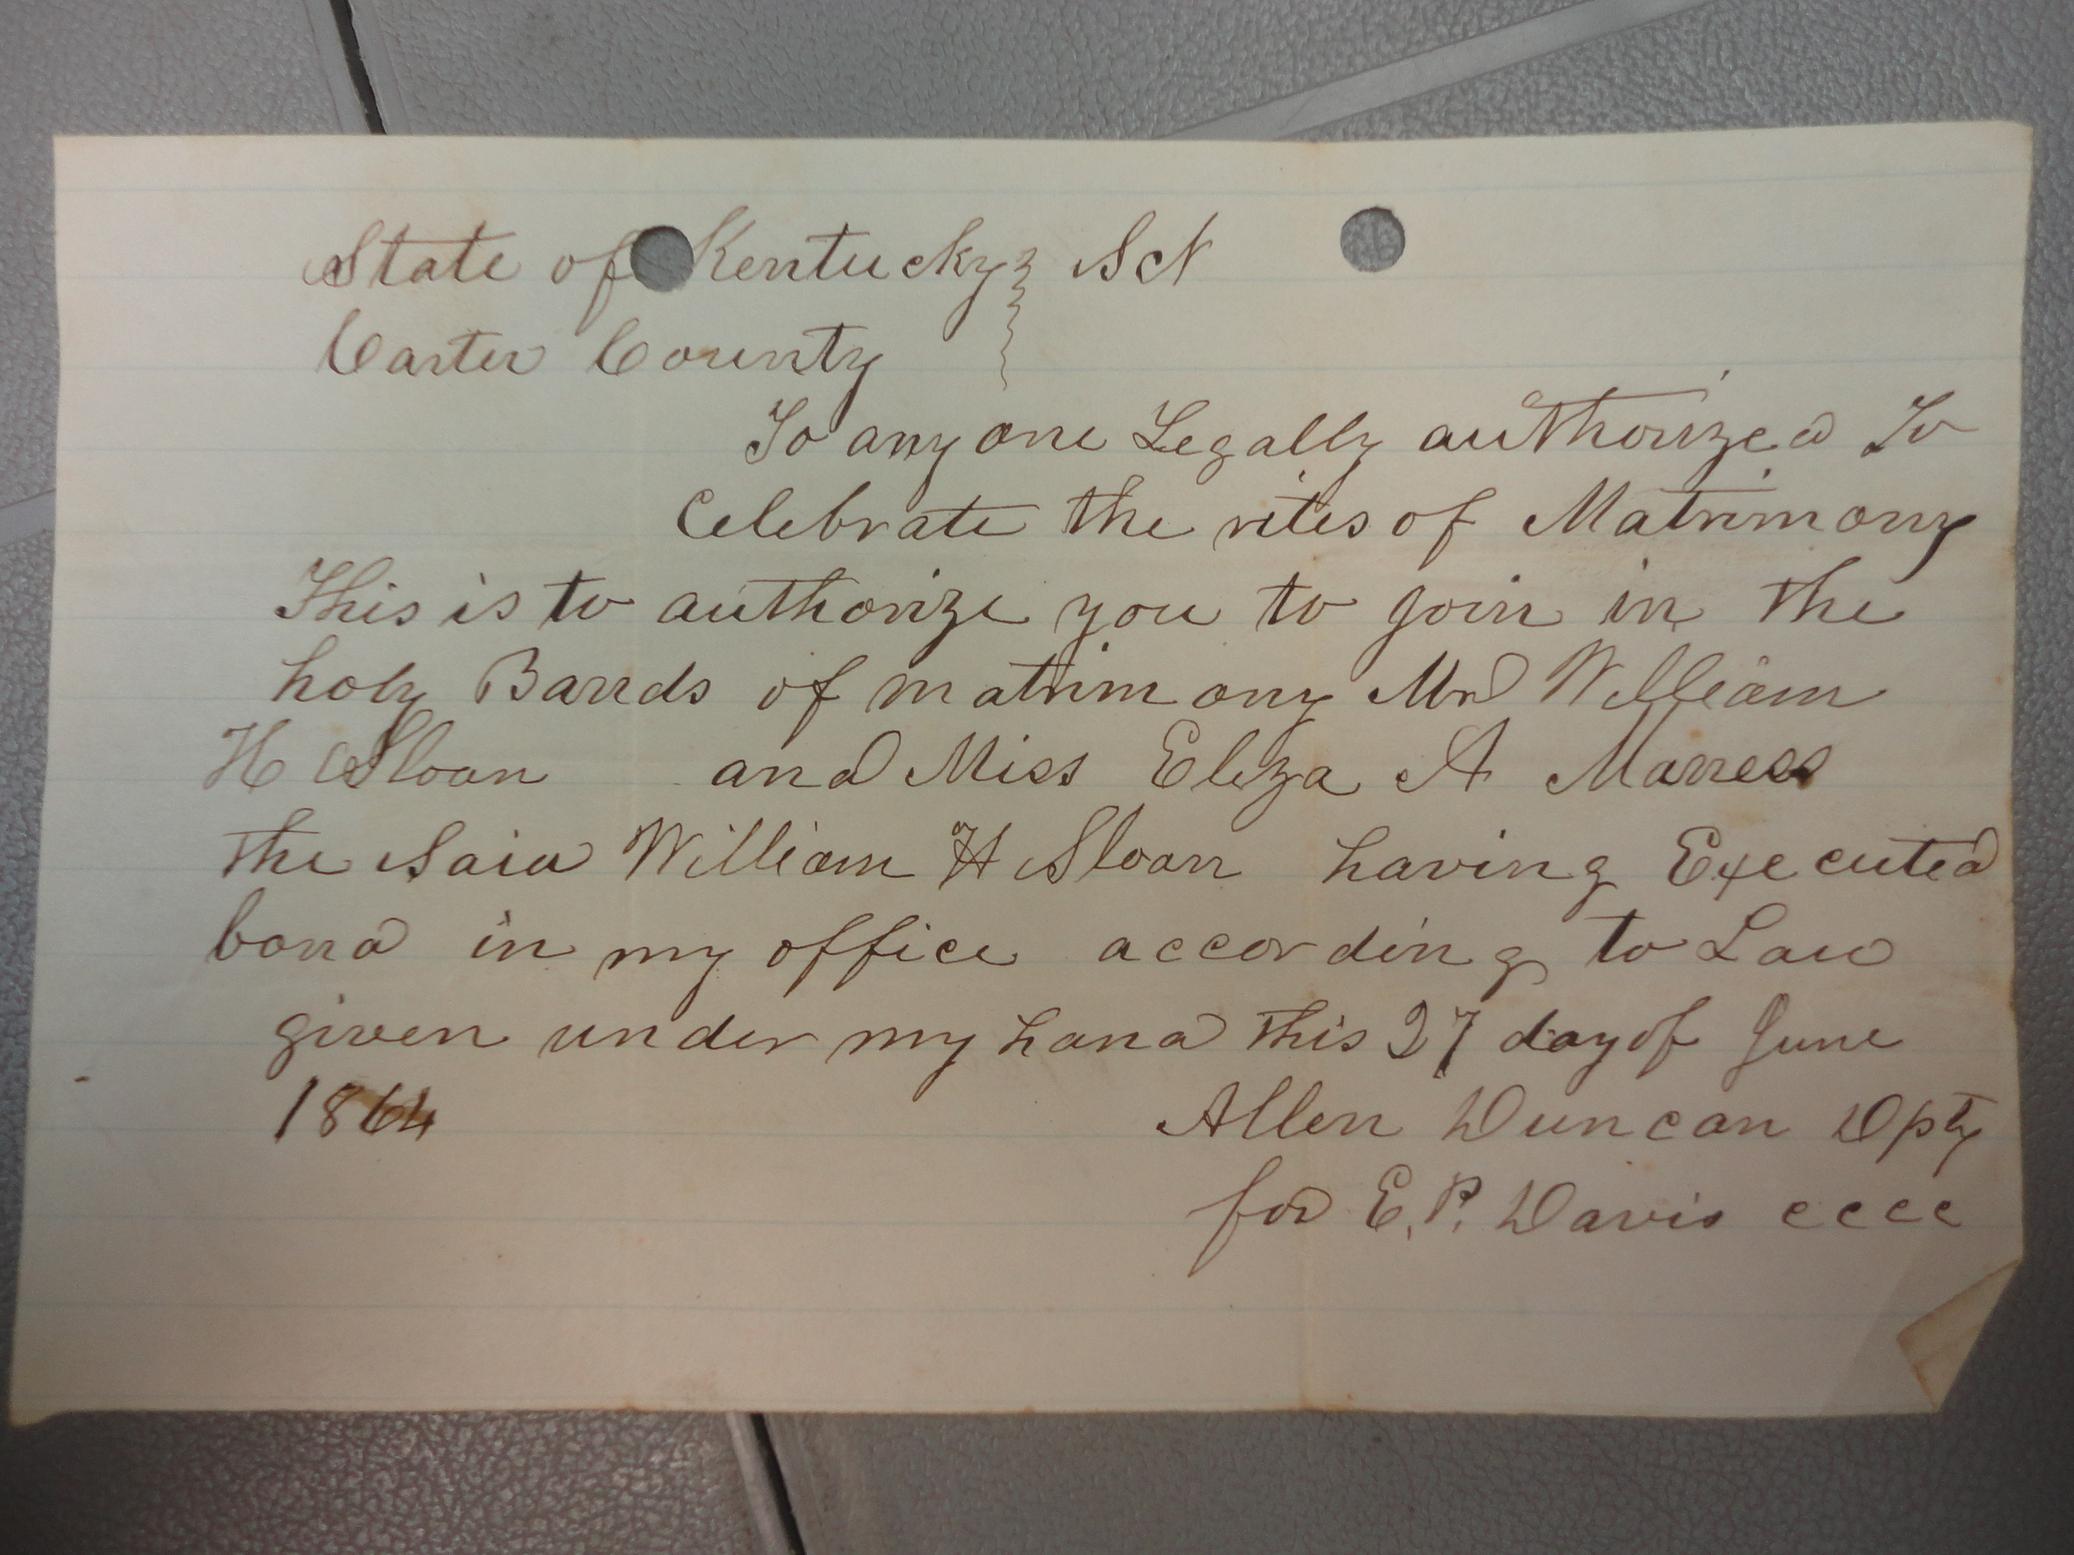 State of Kentucky } Sct
Carter County
To any one Legally authorized To
Celebrate the rites of Matrimony
This is to authorize you to join in the
holy Bands of matrimony Mr William
H Sloan and Miss Eliza A
the Said William H Sloan having Executed
bond in my office according to Law
given under my hand this 27 day of June
1864
Allen Duncan Dpty
for E. P. Davis cccc